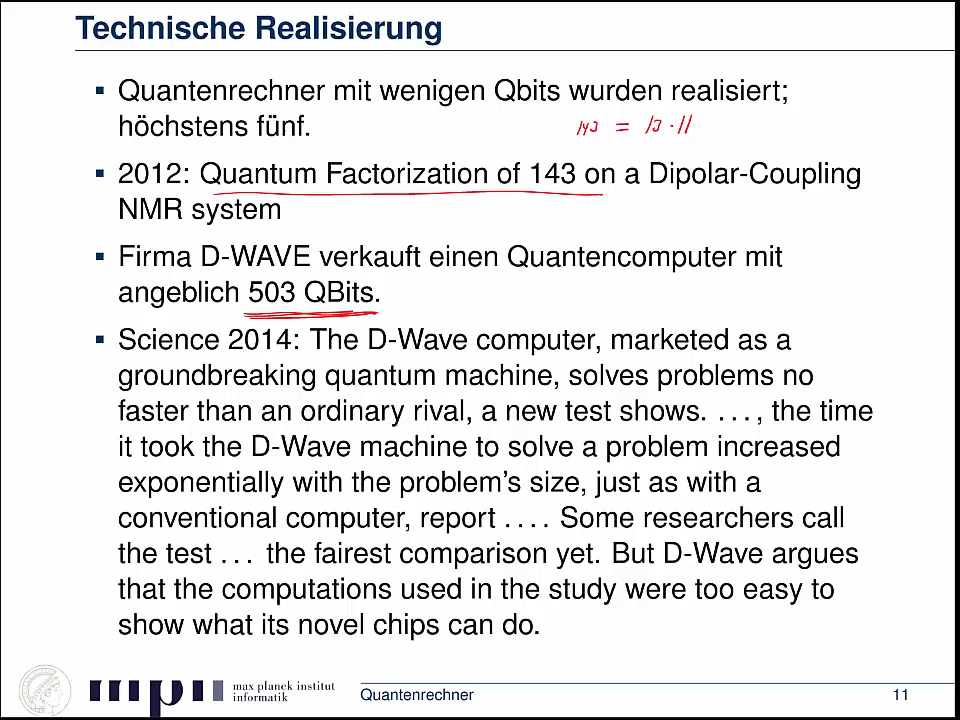 Technische Realisierung
Quantenrechner mit wenigen Qbits wurden realisiert;
höchstens fünf.
143 = 13 · 11
2012: Quantum Factorization of 143 on a Dipolar-Coupling
NMR system
Firma D-WAVE verkauft einen Quantencomputer mit
angeblich 503 QBits.
Science 2014: The D-Wave computer, marketed as a
groundbreaking quantum machine, solves problems no
faster than an ordinary rival, a new test shows. . . . , the time
it took the D-Wave machine to solve a problem increased
exponentially with the problem's size, just as with a
conventional computer, report . . . . Some researchers call
the test . . . the fairest comparison yet. But D-Wave argues
that the computations used in the study were too easy to
show what its novel chips can do.
max planck institut
informatik
Quantenrechner
11